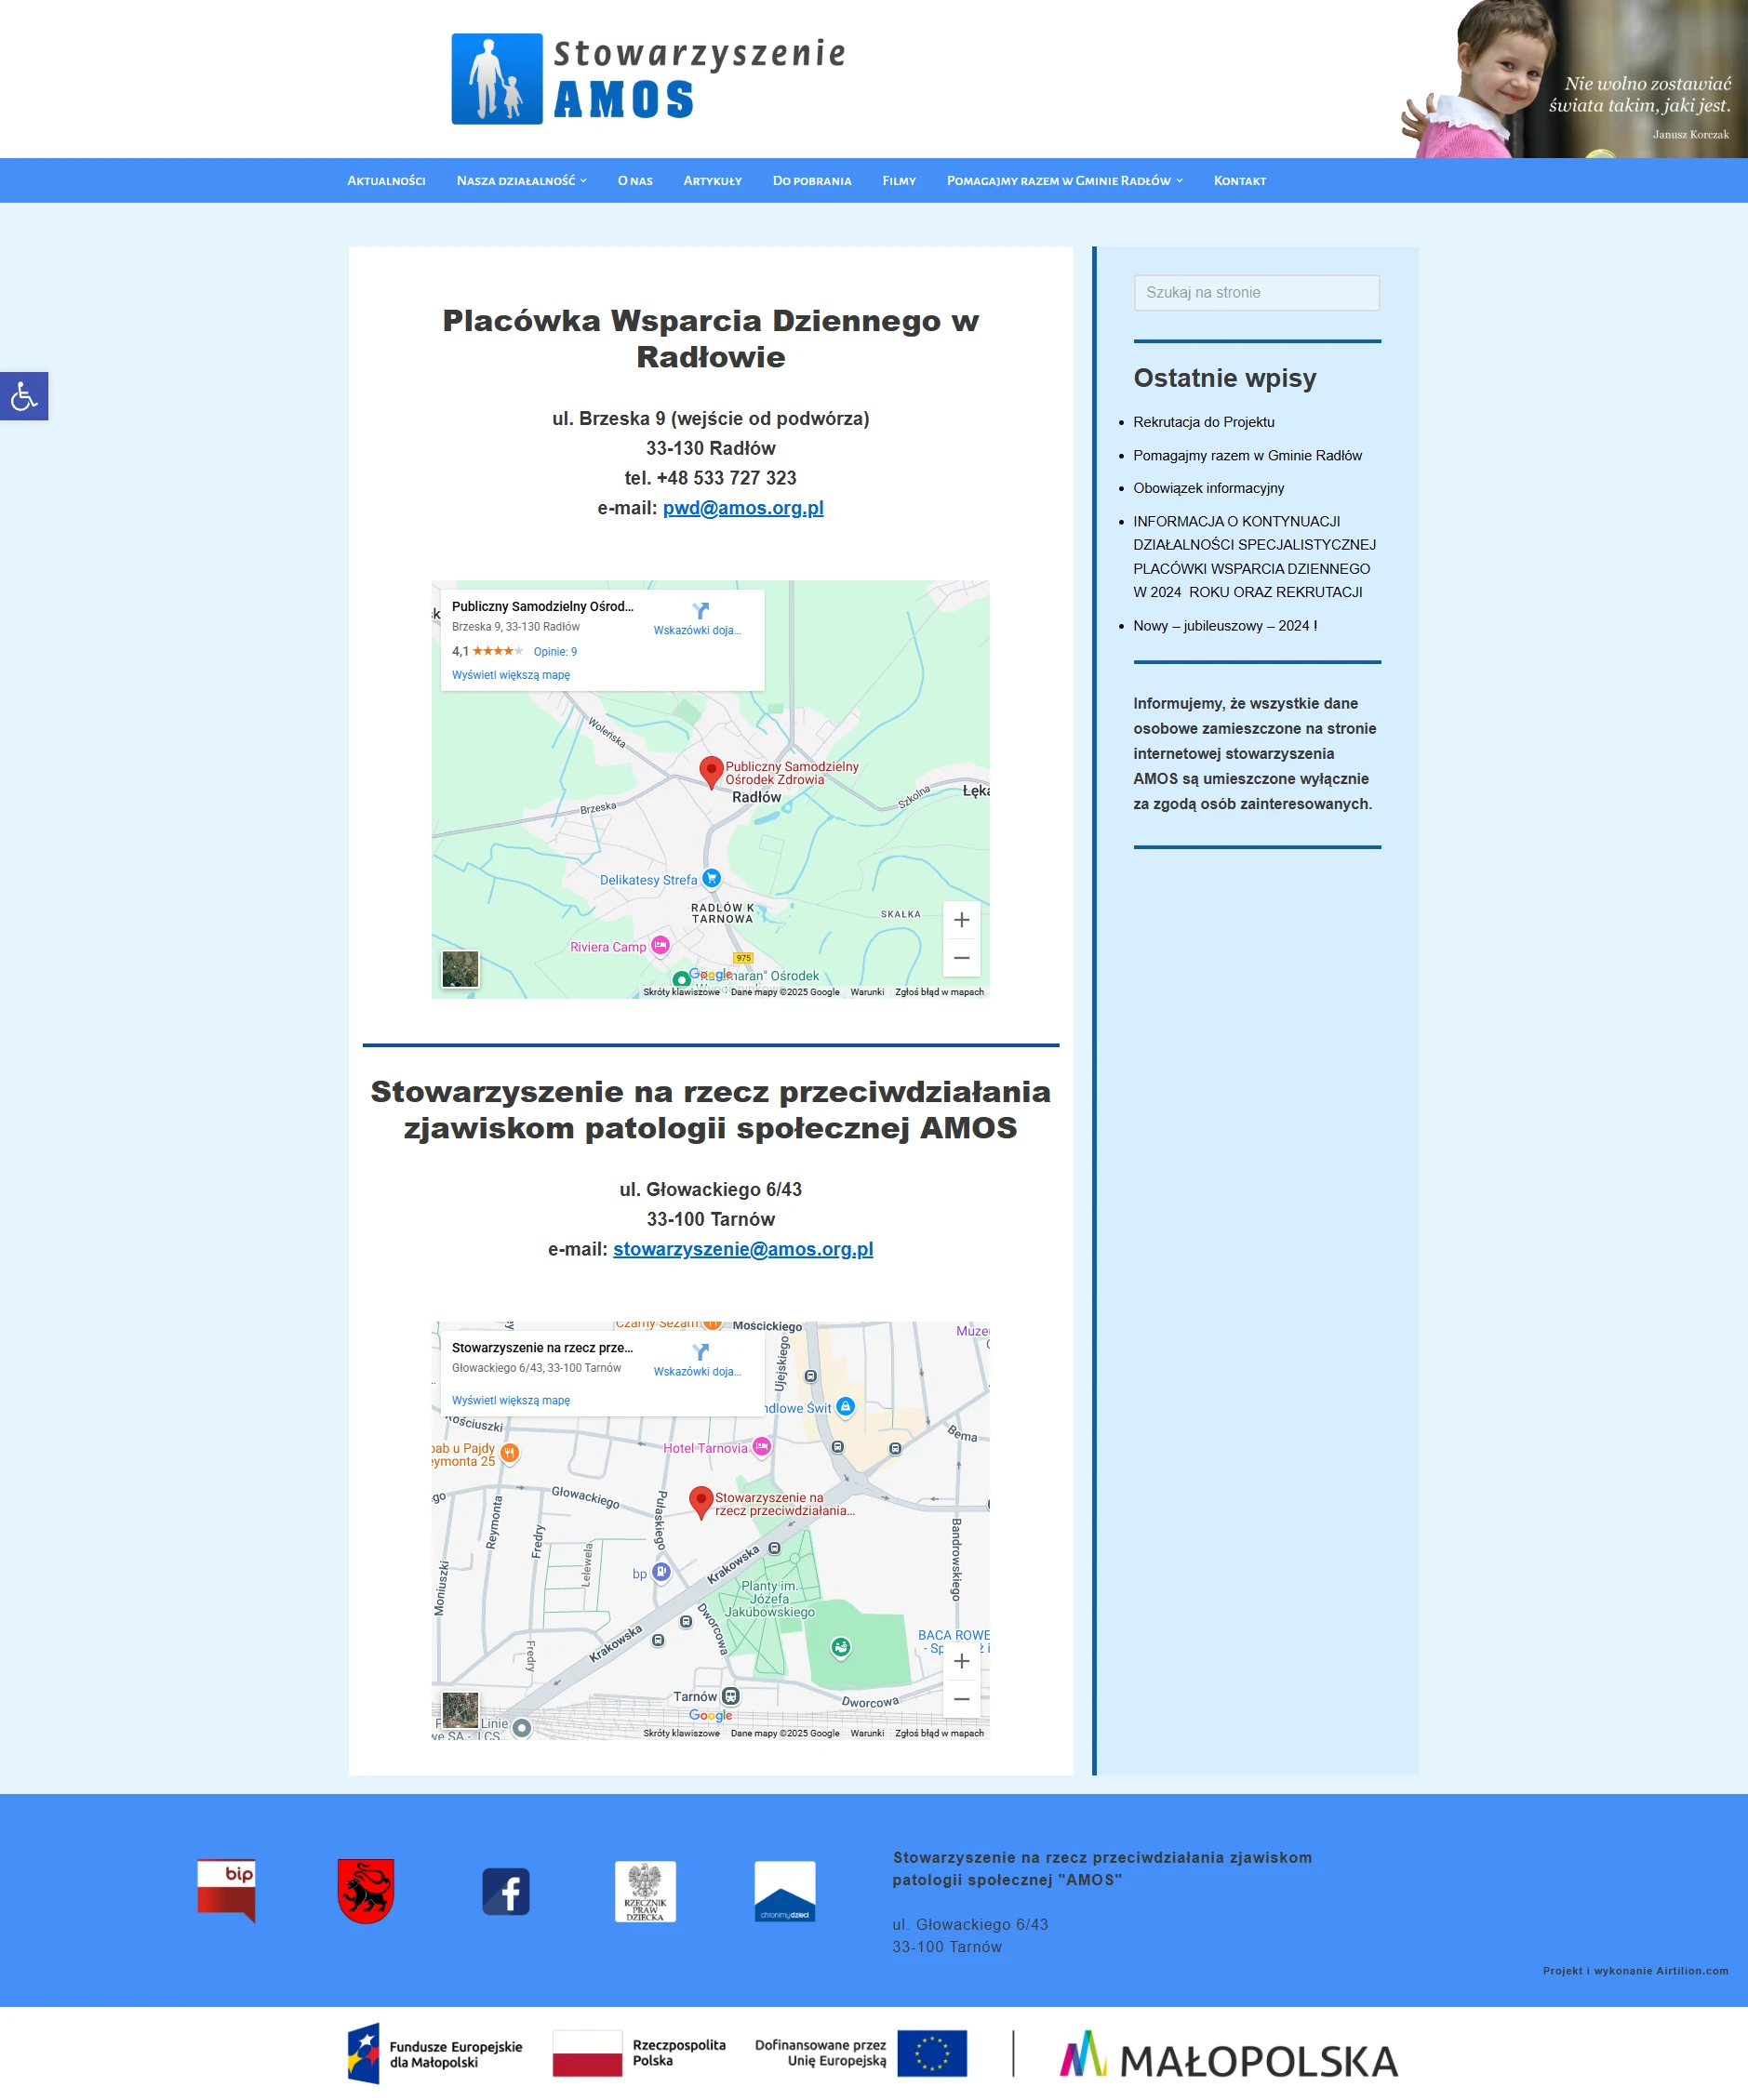 Stowarzyszenie
AMOS
Nie wolno zostawiać
świata takim, jaki jest.
Janusz Korczak
Aktualności
Nasza działalność
O nas
Artykuły
Do pobrania
Filmy
Pomagajmy razem w Gminie Radłów
Kontakt
Placówka Wsparcia Dziennego w
Radłowie
ul. Brzeska 9 (wejście od podwórza)
33-130 Radłów
tel. +48 533 727 323
e-mail: pwd@amos.org.pl
Publiczny Samodzielny Ośrod...
Brzeska 9, 33-130 Radłów
4,1
Opinie: 9
Wyświetl większą mapę
Wskazówki doja...
Woleńska
Publiczny Samodzielny
Ośrodek Zdrowia
Radłów
Brzeska
Szkolna
Łęka
Delikatesy Strefa
RADLÓW K
TARNOWA
SKAŁKA
Riviera Camp
975
Google
Ośrodek
Skróty klawiszowe
Dane mapy ©2025 Google
Warunki
Zgłoś błąd w mapach
Stowarzyszenie na rzecz przeciwdziałania
zjawiskom patologii społecznej AMOS
ul. Głowackiego 6/43
33-100 Tarnów
e-mail: stowarzyszenie@amos.org.pl
Czarny Sezam
Mościckiego
Muze
Stowarzyszenie na rzecz prze...
Głowackiego 6/43, 33-100 Tarnów
Wyświetl większą mapę
Wskazówki doja...
Ujejskiego
ndlowe Świt
Kościuszki
Bema
Hotel Tarnovia
bab u Pajdy
eymonta 25
go
Głowackiego
Stowarzyszenie na
rzecz przeciwdziałania...
Reymonta
Fredry
Pułaskiego
Lelewela
Bandrowskiego
bp
Krakowska
Moniuszki
Planty im.
Józefa
Jakubowskiego
Dworcowa
Krakowska
Fredry
BACA ROWE
- Sp
Tarnów
Dworcowa
Google
Linie
we SA - LCS...
Skróty klawiszowe
Dane mapy ©2025 Google
Warunki
Zgłoś błąd w mapach
Szukaj na stronie
Ostatnie wpisy
Rekrutacja do Projektu
Pomagajmy razem w Gminie Radłów
Obowiązek informacyjny
INFORMACJA O KONTYNUACJI
DZIAŁALNOŚCI SPECJALISTYCZNEJ
PLACÓWKI WSPARCIA DZIENNEGO
W 2024 ROKU ORAZ REKRUTACJI
Nowy – jubileuszowy – 2024 !
Informujemy, że wszystkie dane
osobowe zamieszczone na stronie
internetowej stowarzyszenia
AMOS są umieszczone wyłącznie
za zgodą osób zainteresowanych.
bip
RZECZNIK
PRAW
DZIECKA
chronimy dzieci
Stowarzyszenie na rzecz przeciwdziałania zjawiskom
patologii społecznej "AMOS"
ul. Głowackiego 6/43
33-100 Tarnów
Projekt i wykonanie Airtilion.com
Fundusze Europejskie
dla Małopolski
Rzeczpospolita
Polska
Dofinansowane przez
Unię Europejską
MAŁOPOLSKA